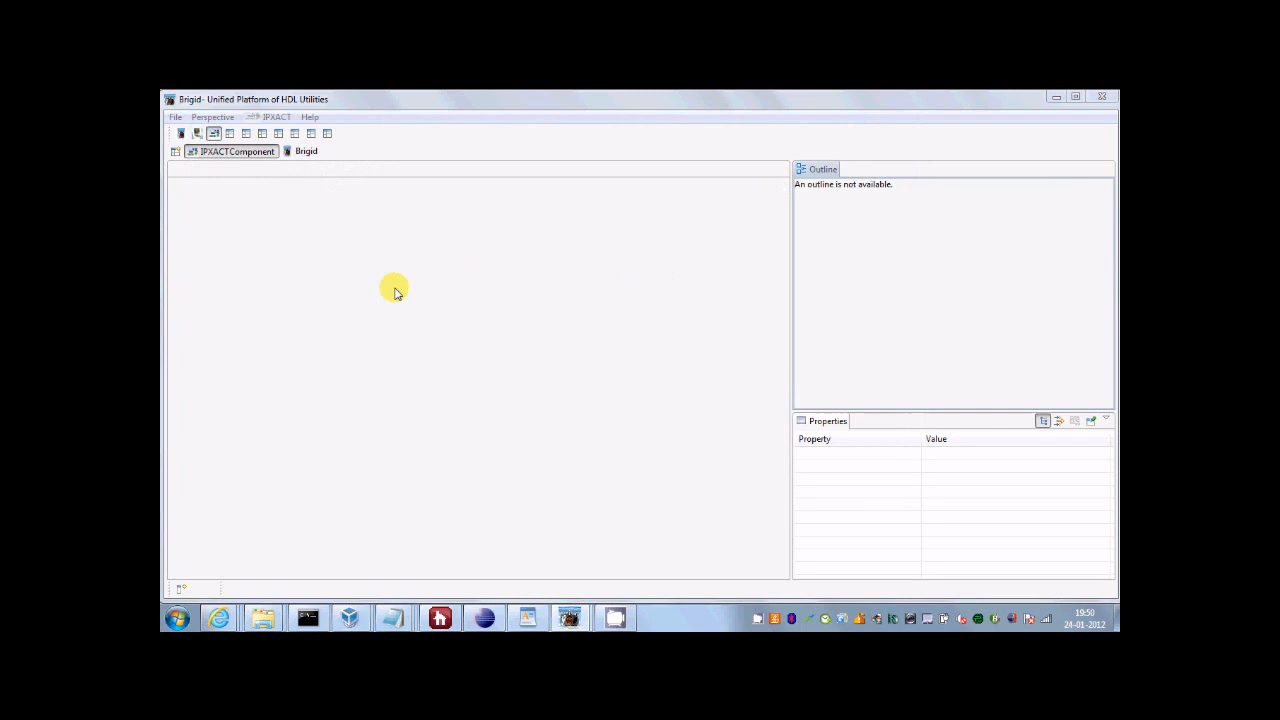 Brigid- Unified Platform of HDL Utilities
File Perspective IPXACT Help
IPXACTComponent Brigid
Outline
An outline is not available.
Properties
Property Value
19:50
24-01-2012